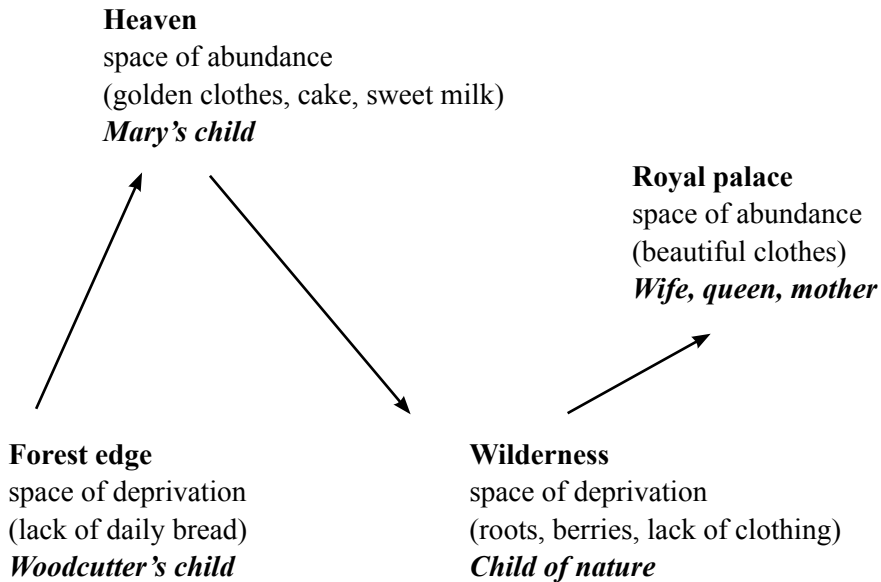 Heaven
space of abundance
(golden clothes, cake, sweet milk)
Mary’s child
Royal palace
space of abundance
(beautiful clothes)
Wife, queen, mother
Forest edge
space of deprivation
(lack of daily bread)
Woodcutter’s child
Wilderness
space of deprivation
(roots, berries, lack of clothing)
Child of nature